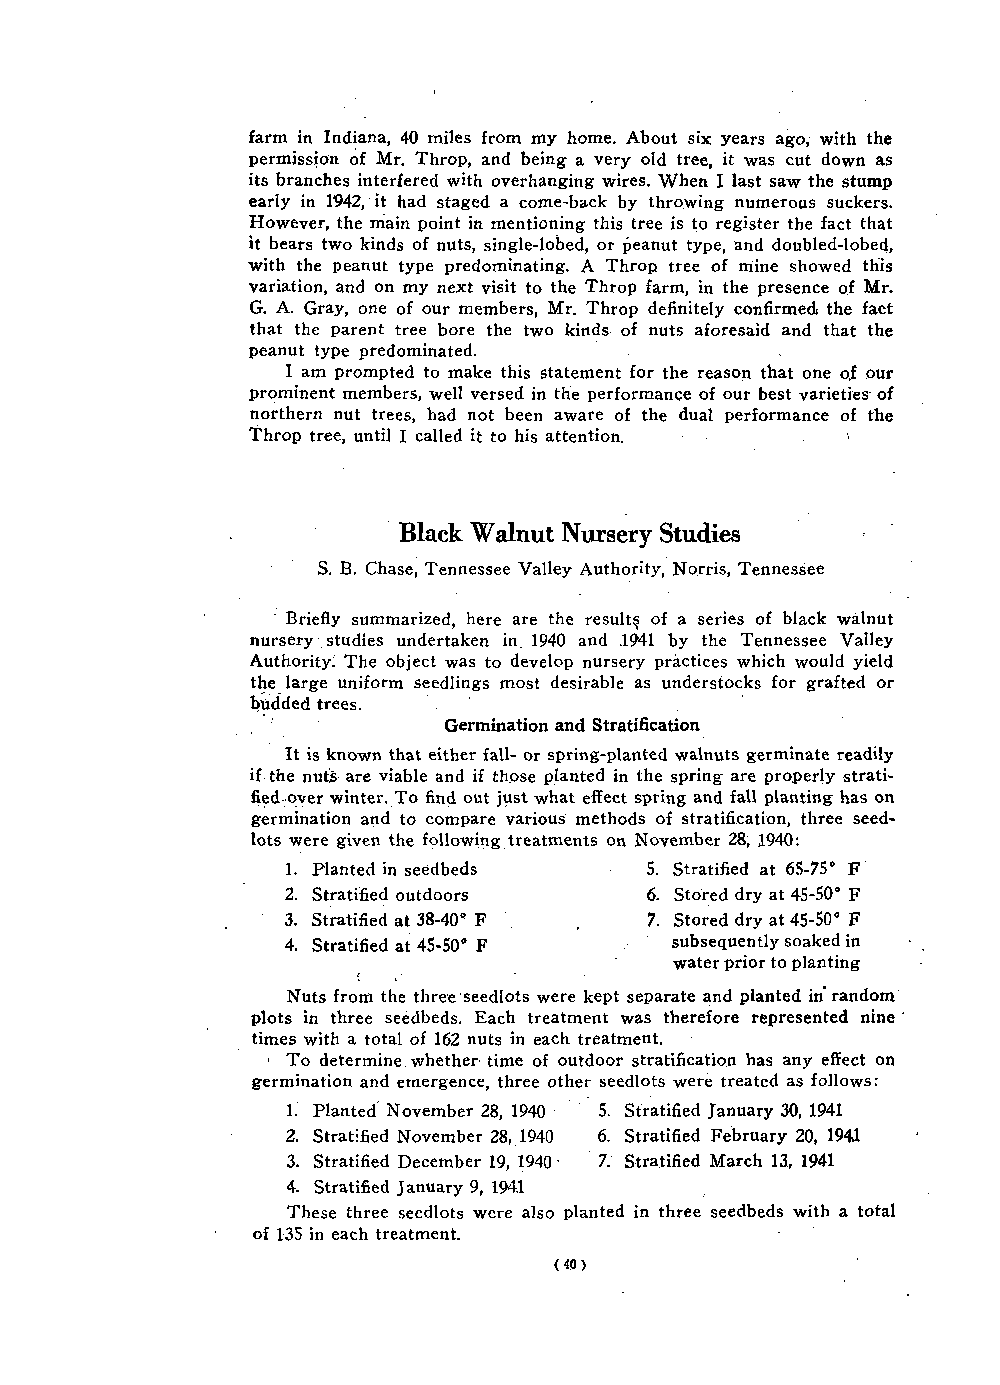 farm in Indiana, 40 miles from my home. About six years ago, with the
permission of Mr. Throp, and being a very old tree, it was cut down as
its branches interfered with overhanging wires. When I last saw the stump
early in 1942, it had staged a come-back by throwing numerous suckers.
However, the main point in mentioning this tree is to register the fact that
it bears two kinds of nuts, single-lobed, or peanut type, and doubled-lobed,
with the peanut type predominating. A Throp tree of mine showed this
variation, and on my next visit to the Throp farm, in the presence of Mr.
G. A. Gray, one of our members, Mr. Throp definitely confirmed the fact
that the parent tree bore the two kinds of nuts aforesaid and that the
peanut type predominated.
I am prompted to make this statement for the reason that one of our
prominent members, well versed in the performance of our best varieties of
northern nut trees, had not been aware of the dual performance of the
Throp tree, until I called it to his attention.
Black Walnut Nursery Studies
S. B. Chase, Tennessee Valley Authority, Norris, Tennessee
Briefly summarized, here are the results of a series of black walnut
nursery studies undertaken in 1940 and 1941 by the Tennessee Valley
Authority. The object was to develop nursery practices which would yield
the large uniform seedlings most desirable as understocks for grafted or
budded trees.
Germination and Stratification
It is known that either fall- or spring-planted walnuts germinate readily
if the nuts are viable and if those planted in the spring are properly strati-
fied over winter. To find out just what effect spring and fall planting has on
germination and to compare various methods of stratification, three seed-
lots were given the following treatments on November 28, 1940:
1. Planted in seedbeds
2. Stratified outdoors
3. Stratified at 38-40° F
4. Stratified at 45-50° F
5. Stratified at 65-75° F
6. Stored dry at 45-50° F
7. Stored dry at 45-50° F
subsequently soaked in
water prior to planting
Nuts from the three seedlots were kept separate and planted in random
plots in three seedbeds. Each treatment was therefore represented nine
times with a total of 162 nuts in each treatment.
To determine whether time of outdoor stratification has any effect on
germination and emergence, three other seedlots were treated as follows:
1. Planted November 28, 1940
2. Stratified November 28, 1940
3. Stratified December 19, 1940
4. Stratified January 9, 1941
5. Stratified January 30, 1941
6. Stratified February 20, 1941
7. Stratified March 13, 1941
These three seedlots were also planted in three seedbeds with a total
of 135 in each treatment.
(40)